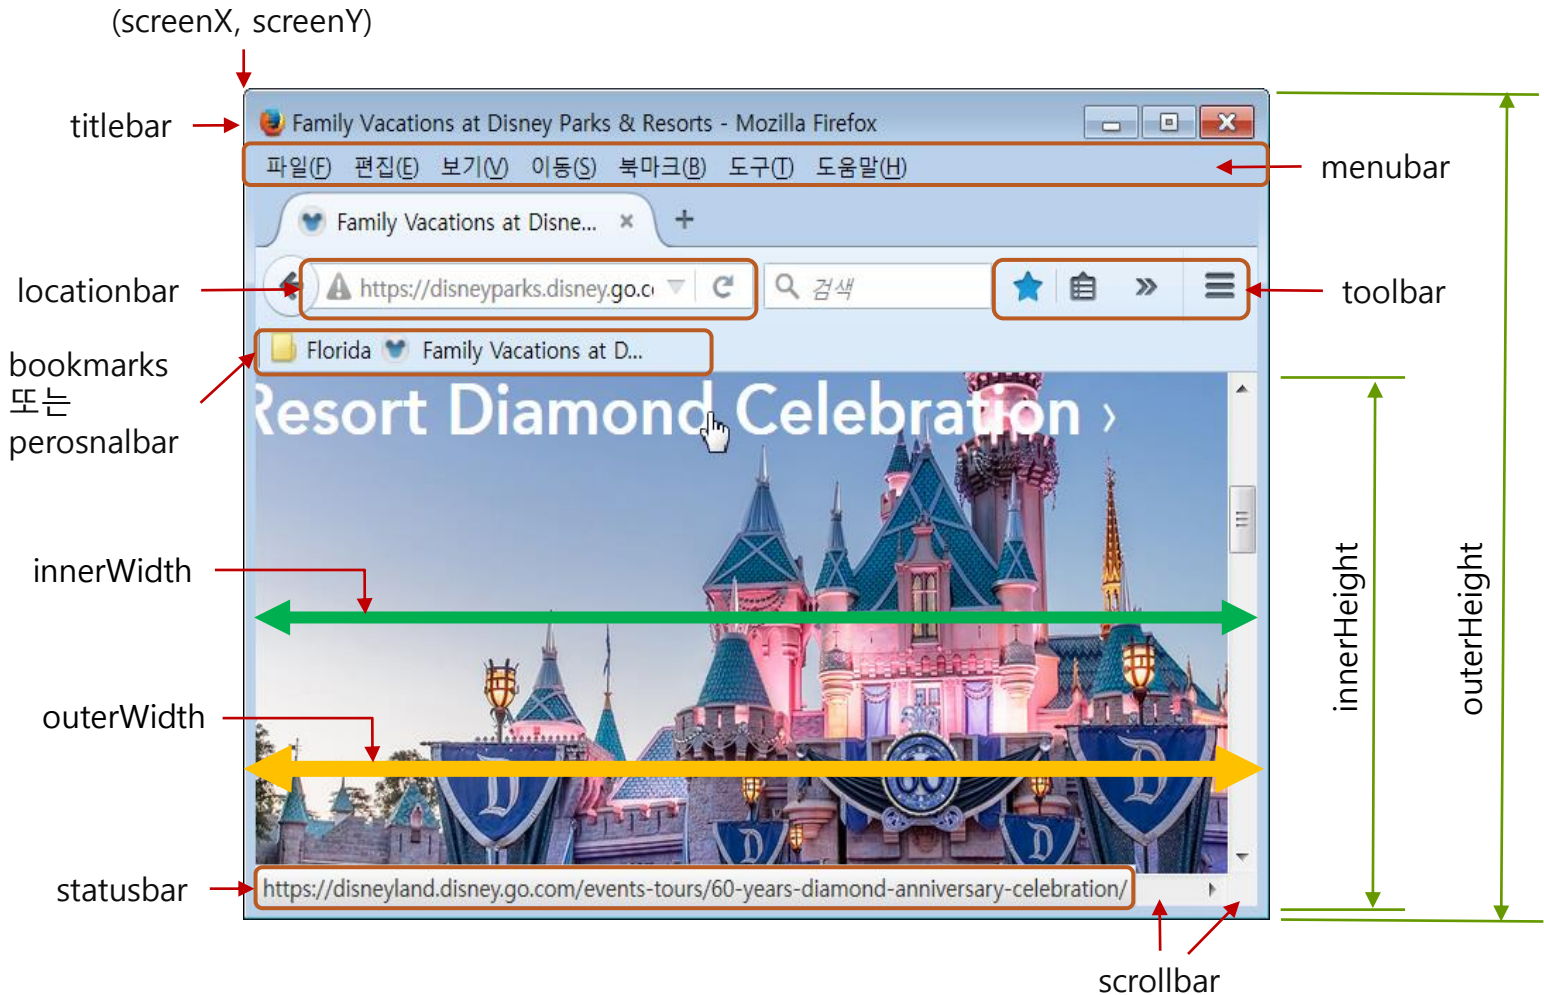 (screenX, screenY)
titlebar
Family Vacations at Disney Parks & Resorts - Mozilla Firefox
파일(F) 편집(E) 보기(V) 이동(S) 북마크(B) 도구(T) 도움말(H)
menubar
Family Vacations at Disne...
locationbar
https://disneyparks.disney.go.c
검색
toolbar
bookmarks
또는
perosnalbar
Florida Family Vacations at D...
Resort Diamond Celebration ›
innerWidth
innerHeight
outerHeight
outerWidth
60
D
D
D
D
statusbar
https://disneyland.disney.go.com/events-tours/60-years-diamond-anniversary-celebration/
scrollbar